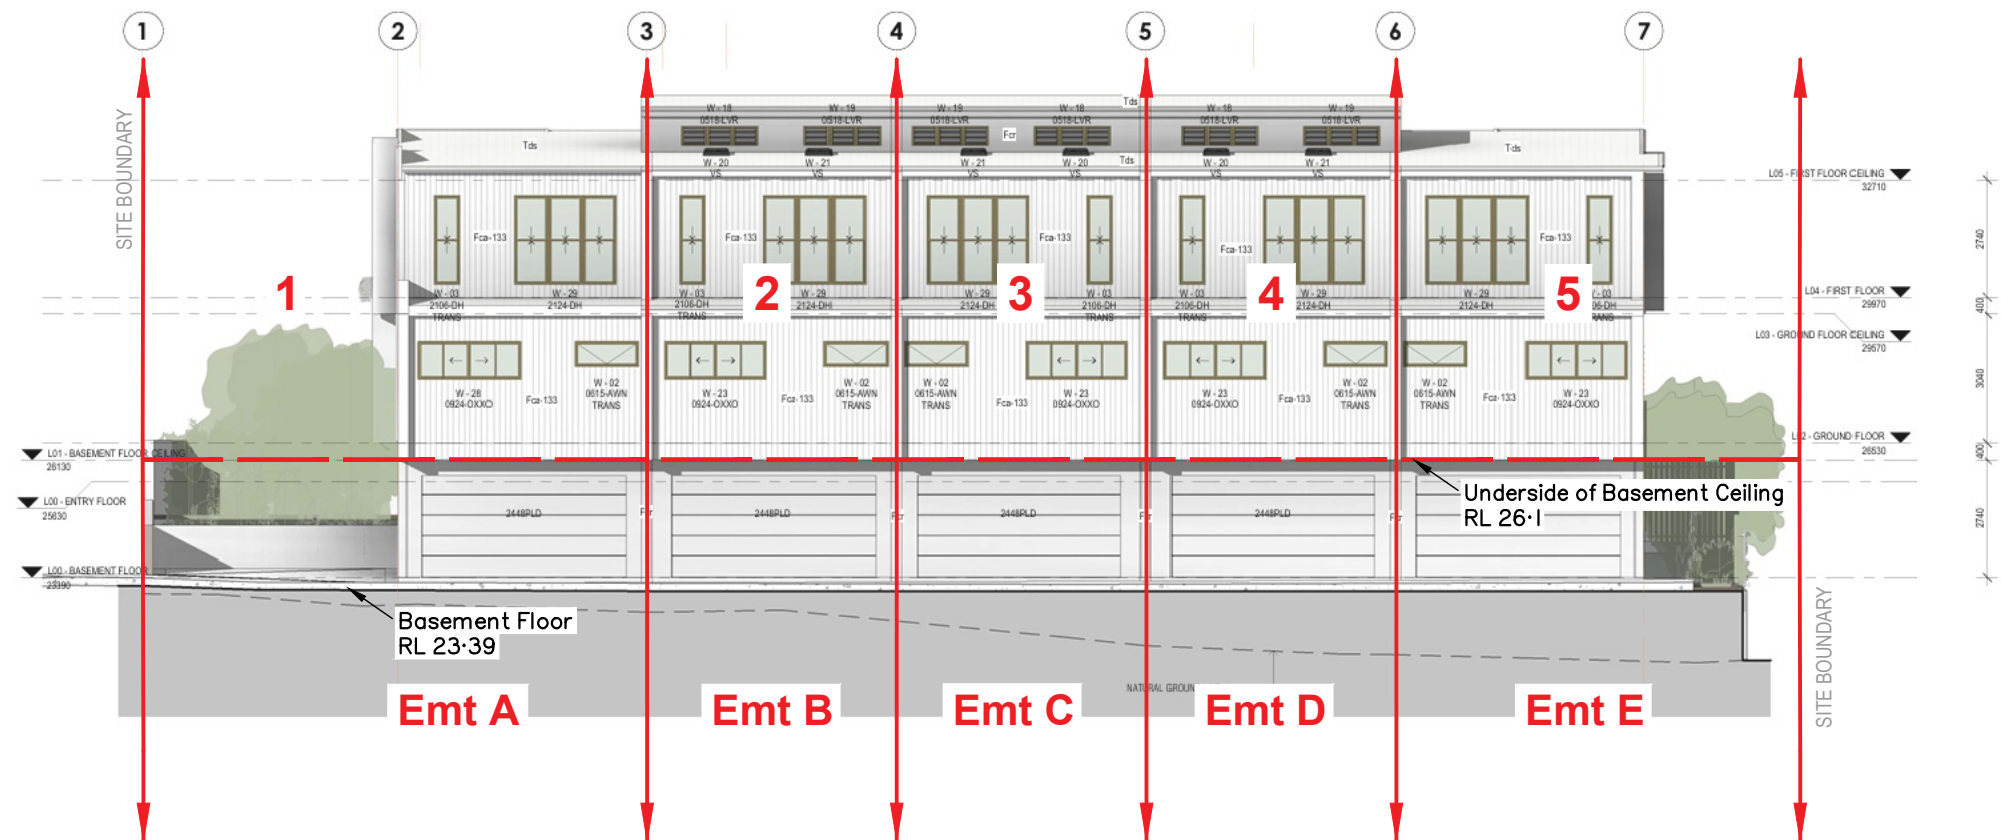 1 2 3 4 5 6 7
SITE BOUNDARY
Tds
W - 18
0518-LVR
W - 19
0518-LVR
W - 19
0518-LVR
W - 18
0518-LVR
W - 18
0518-LVR
W - 19
0518-LVR
Tds
Fcr
Tds
Tds
W - 20
VS
W - 21
VS
W - 21
VS
W - 20
VS
W - 20
VS
W - 21
VS
L05 - FIRST FLOOR CEILING
32710
2740
Fca-133
Fca-133
Fca-133
Fca-133
Fca-133
1
2
3
4
5
W - 03
2106-DH
TRANS
W - 29
2124-DH
W - 03
2106-DH
TRANS
W - 29
2124-DH
W - 29
2124-DH
W - 03
2106-DH
TRANS
W - 03
2106-DH
TRANS
W - 29
2124-DH
W - 29
2124-DH
L04 - FIRST FLOOR
29970
400
L03 - GROUND FLOOR CEILING
29570
3040
W - 28
0924-OXXO
Fca-133
W - 02
0615-AWN
TRANS
W - 23
0924-OXXO
Fca-133
W - 02
0615-AWN
TRANS
W - 02
0615-AWN
TRANS
Fca-133
W - 23
0924-OXXO
W - 23
0924-OXXO
Fca-133
W - 02
0615-AWN
TRANS
W - 02
0615-AWN
TRANS
Fca-133
W - 23
0924-OXXO
L02 - GROUND FLOOR
26530
400
L01 - BASEMENT FLOOR CEILING
26130
L00 - ENTRY FLOOR
25630
2448PLD
Fcr
2448PLD
Fcr
2448PLD
Fcr
2448PLD
Fcr
Underside of Basement Ceiling
RL 26·1
2740
L00 - BASEMENT FLOOR
23390
Basement Floor
RL 23·39
NATURAL GROUN
Emt A
Emt B
Emt C
Emt D
Emt E
SITE BOUNDARY